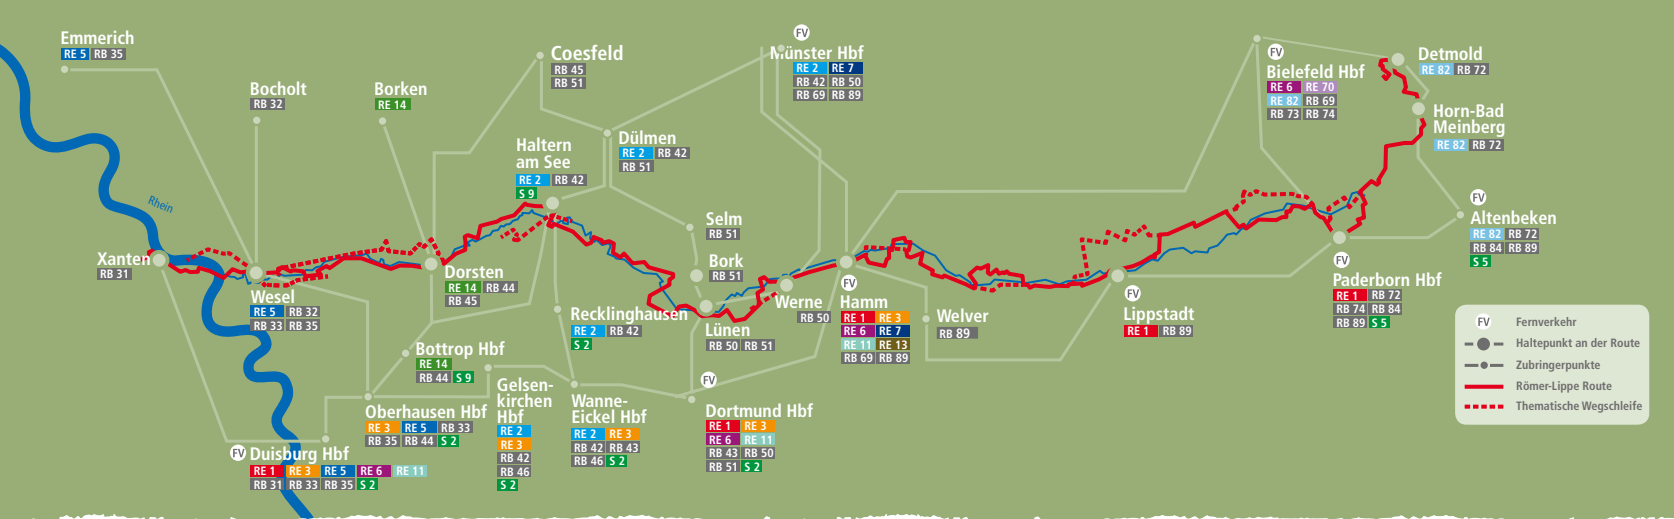 Emmerich
RE 5 RB 35
Bocholt
RB 32
Borken
RE 14
Coesfeld
RB 45
RB 51
FV
Münster Hbf
RE 2 RE 7
RB 42 RB 50
RB 69 RB 89
Dülmen
RE 2 RB 42
RB 51
Haltern
am See
RE 2 RB 42
S 9
Rhein
Xanten
RB 31
Wesel
RE 5 RB 32
RB 33 RB 35
Dorsten
RE 14 RB 44
RB 45
Selm
RB 51
Bork
RB 51
Recklinghausen
RE 2 RB 42
S 2
Lünen
RB 50 RB 51
Werne
RB 50
FV
Hamm
RE 1 RE 3
RE 6 RE 7
RE 11 RE 13
RB 69 RB 89
Welver
RB 89
FV
Lippstadt
RE 1 RB 89
FV
Bielefeld Hbf
RE 6 RE 70
RE 82 RB 69
RB 73 RB 74
Detmold
RE 82 RB 72
Horn-Bad
Meinberg
RE 82 RB 72
FV
Altenbeken
RE 82 RB 72
RB 84 RB 89
S 5
FV
Paderborn Hbf
RE 1 RB 72
RB 74 RB 84
RB 89 S 5
Bottrop Hbf
RE 14
RB 44 S 9
Oberhausen Hbf
RE 3 RE 5 RB 33
RB 35 RB 44 S 2
FV
Duisburg Hbf
RE 1 RE 3 RE 5 RE 6 RE 11
RB 31 RB 33 RB 35 S 2
Gelsen-
kirchen
Hbf
RE 2
RE 3
RB 42
RB 46
S 2
Wanne-
Eickel Hbf
RE 2 RE 3
RB 42 RB 43
RB 46 S 2
FV
Dortmund Hbf
RE 1 RE 3
RE 6 RE 11
RB 43 RB 50
RB 51 S 2
FV Fernverkehr
Haltepunkt an der Route
Zubringerpunkte
Römer-Lippe Route
Thematische Wegschleife